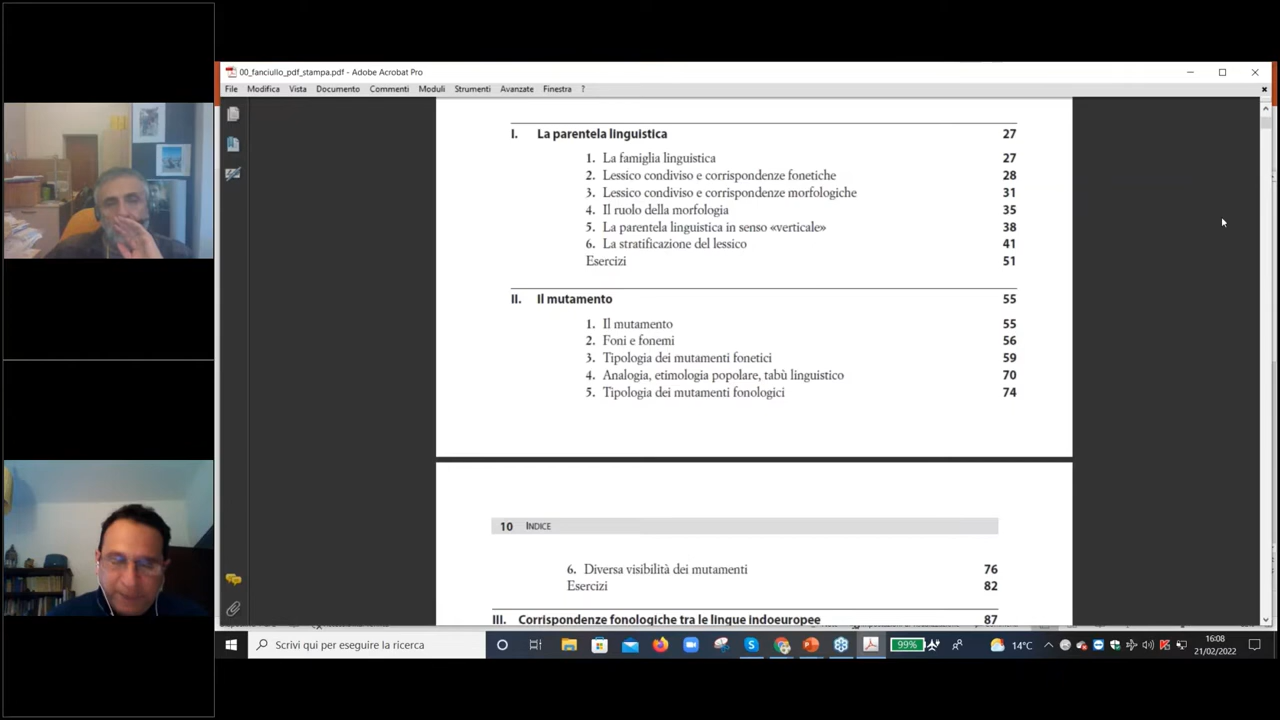 00_fanciullo_pdf_stampa.pdf - Adobe Acrobat Pro
File Modifica Vista Documento Commenti Moduli Strumenti Avanzate Finestra ?
I. La parentela linguistica 27
1. La famiglia linguistica 27
2. Lessico condiviso e corrispondenze fonetiche 28
3. Lessico condiviso e corrispondenze morfologiche 31
4. Il ruolo della morfologia 35
5. La parentela linguistica in senso «verticale» 38
6. La stratificazione del lessico 41
Esercizi 51
II. Il mutamento 55
1. Il mutamento 55
2. Foni e fonemi 56
3. Tipologia dei mutamenti fonetici 59
4. Analogia, etimologia popolare, tabù linguistico 70
5. Tipologia dei mutamenti fonologici 74
10 INDICE
6. Diversa visibilità dei mutamenti 76
Esercizi 82
III. Corrispondenze fonologiche tra le lingue indoeuropee 87
Scrivi qui per eseguire la ricerca
99%
14°C
16:08
21/02/2022